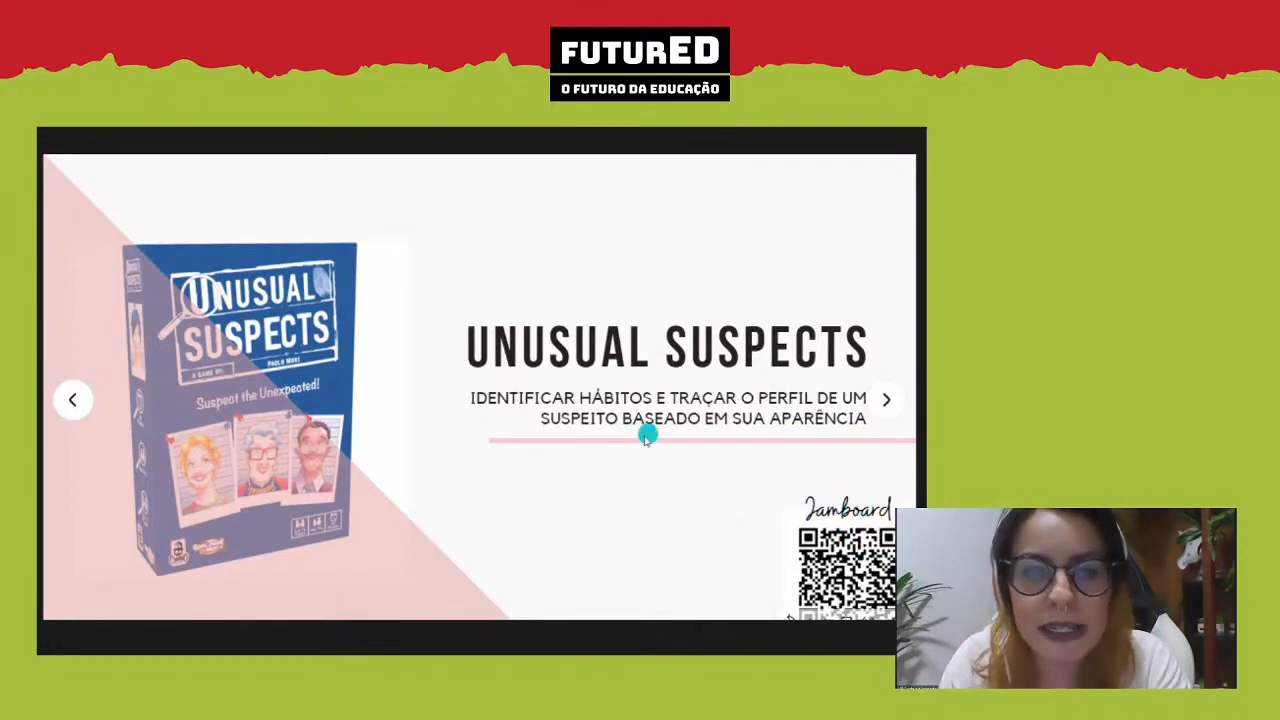 FUTURED
O FUTURO DA EDUCAÇÃO
UNUSUAL
SUSPECTS
A GAME BY:
PAOLO MORI
Suspect the Unexpected!
UNUSUAL SUSPECTS
IDENTIFICAR HÁBITOS E TRAÇAR O PERFIL DE UM
SUSPEITO BASEADO EM SUA APARÊNCIA
Jamboard